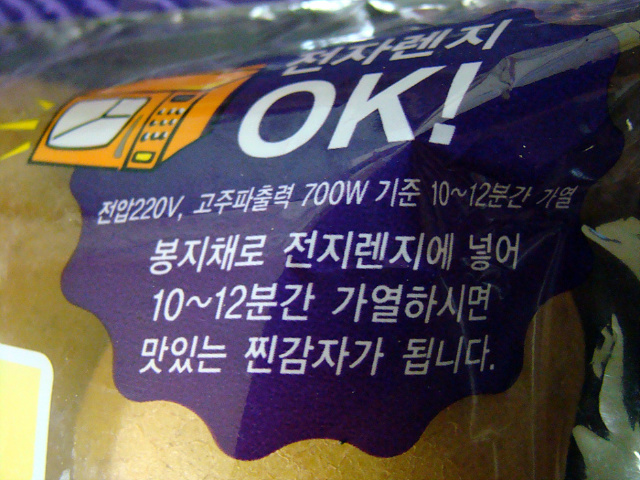 전자렌지
OK!
전압220V, 고주파출력 700W 기준 10~12분간 가열
봉지채로 전지렌지에 넣어
10~12분간 가열하시면
맛있는 찐감자가 됩니다.